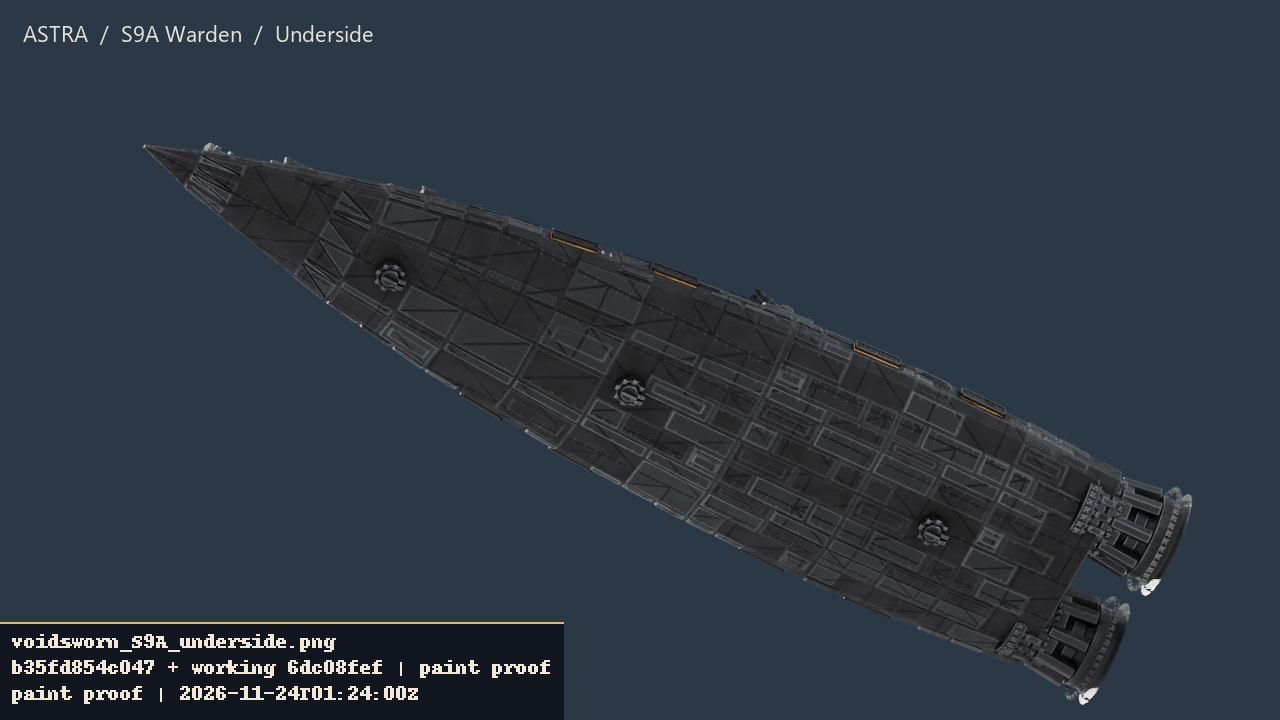 ASTRA / S9A Warden / Underside
voidsworn_S9A_underside.png
b35fd854c047 + working 6dc08fef | paint proof
paint proof | 2026-11-24T01:24:00Z